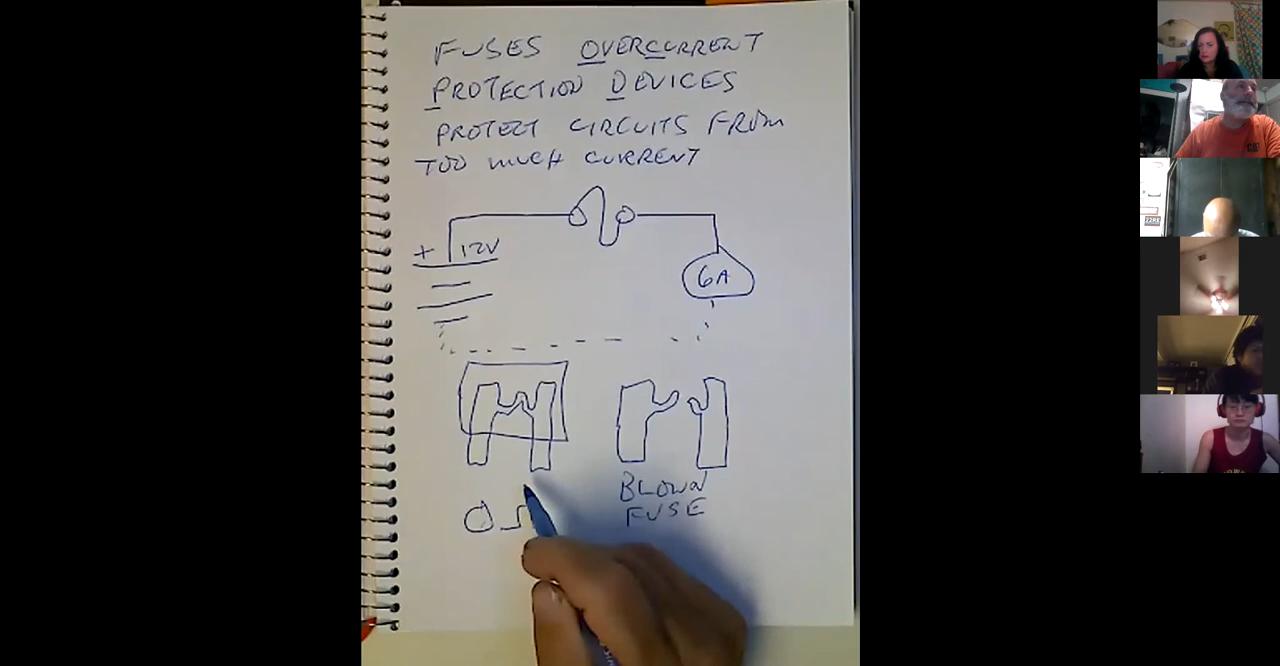 FUSES OVERCURRENT
PROTECTION DEVICES
PROTECT CIRCUITS FROM
TOO MUCH CURRENT
+ 12V
6A
BLOWN
FUSE